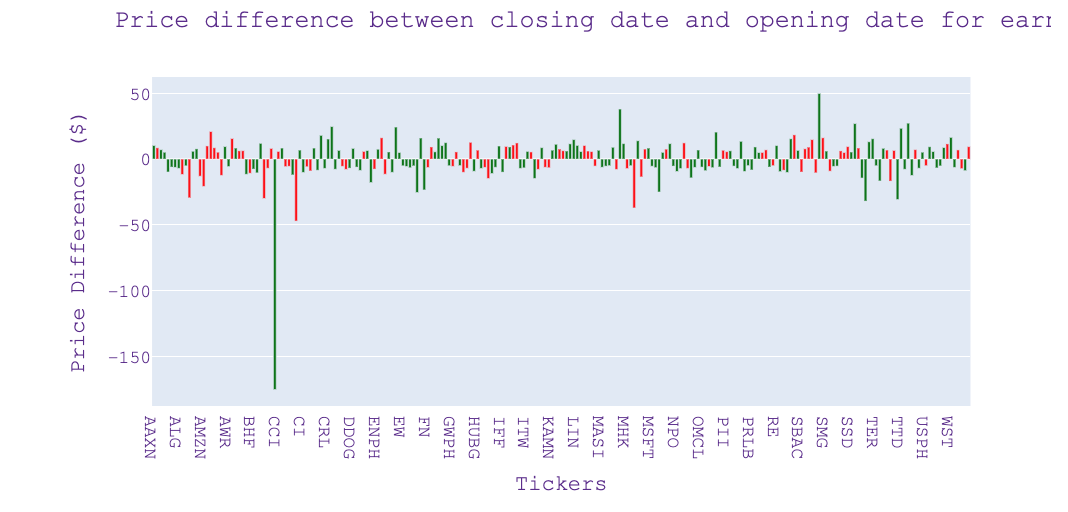 Price difference between closing date and opening date for
50
0
−50
−100
−150
Price Difference ($)
AAXN ALG AMZN AWR BHF CCI CI CRL DDOG ENPH EW FN GWPH HUBG IFF ITW KAMN LIN MASI MHK MSFT NPO OMCL PII PRLB RE SBAC SMG SSD TER TTD USPH WST
Tickers